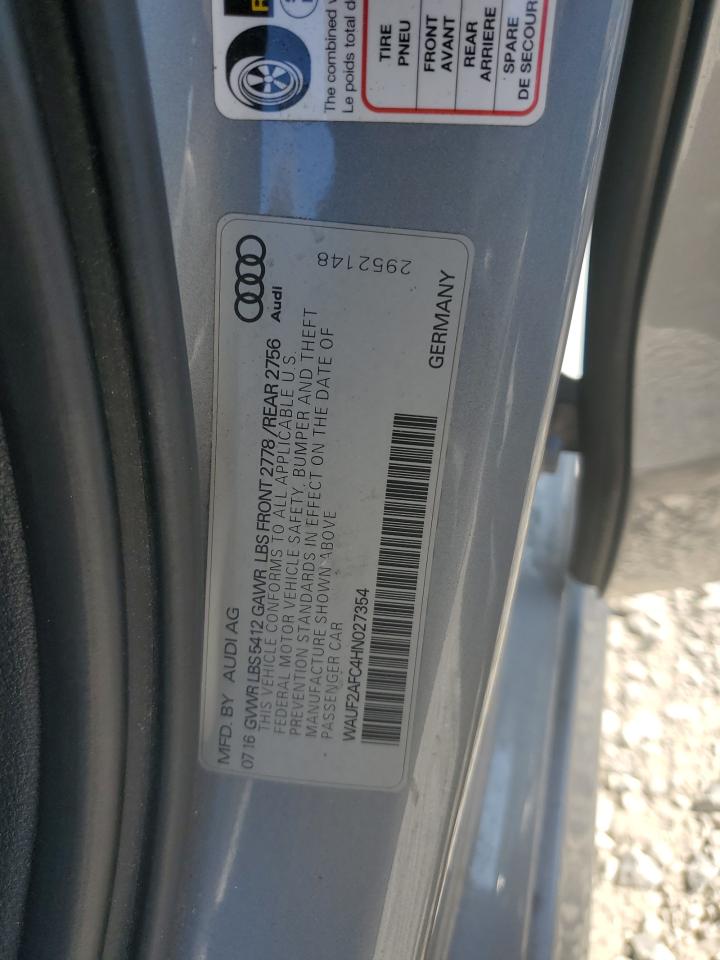 The combined w
Le poids total d
TIRE
PNEU
FRONT
AVANT
REAR
ARRIERE
SPARE
DE SECOUR
MFD. BY AUDI AG
07 16 GVWR LBS 5412 GAWR LBS FRONT 2778 / REAR 2756
THIS VEHICLE CONFORMS TO ALL APPLICABLE U.S.
FEDERAL MOTOR VEHICLE SAFETY, BUMPER AND THEFT
PREVENTION STANDARDS IN EFFECT ON THE DATE OF
MANUFACTURE SHOWN ABOVE
PASSENGER CAR
WAUF2AFC4HN027354
Audi
2952148
GERMANY